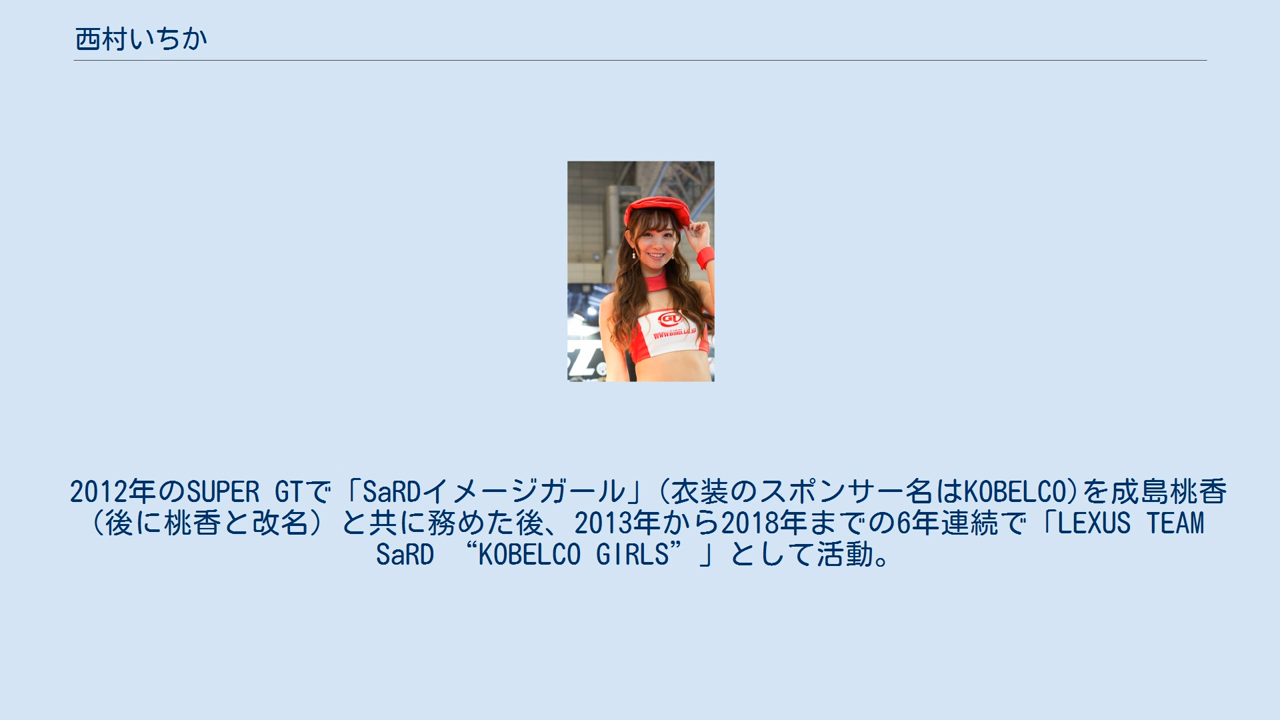 西村いちか
2012年のSUPER GTで「SaRDイメージガール」(衣装のスポンサー名はKOBELCO)を成島桃香
（後に桃香と改名）と共に務めた後、2013年から2018年までの6年連続で「LEXUS TEAM
SaRD “KOBELCO GIRLS”」として活動。